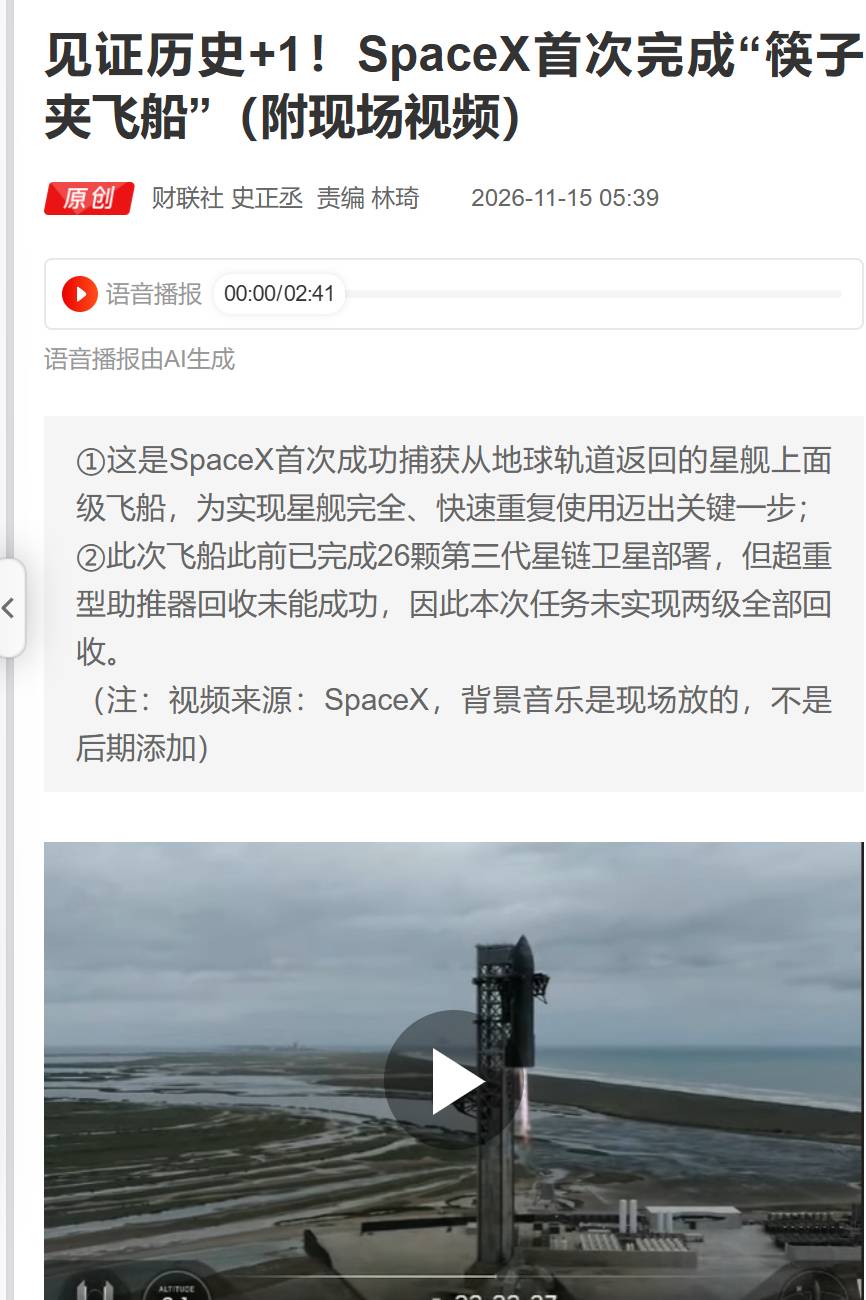 见证历史+1！SpaceX首次完成“筷子
夹飞船”（附现场视频）
原创 财联社 史正丞 责编 林琦 2026-11-15 05:39
语音播报 00:00/02:41
语音播报由AI生成
①这是SpaceX首次成功捕获从地球轨道返回的星舰上面
级飞船，为实现星舰完全、快速重复使用迈出关键一步；
②此次飞船此前已完成26颗第三代星链卫星部署，但超重
型助推器回收未能成功，因此本次任务未实现两级全部回
收。
（注：视频来源：SpaceX，背景音乐是现场放的，不是
后期添加）
ALTITUDE